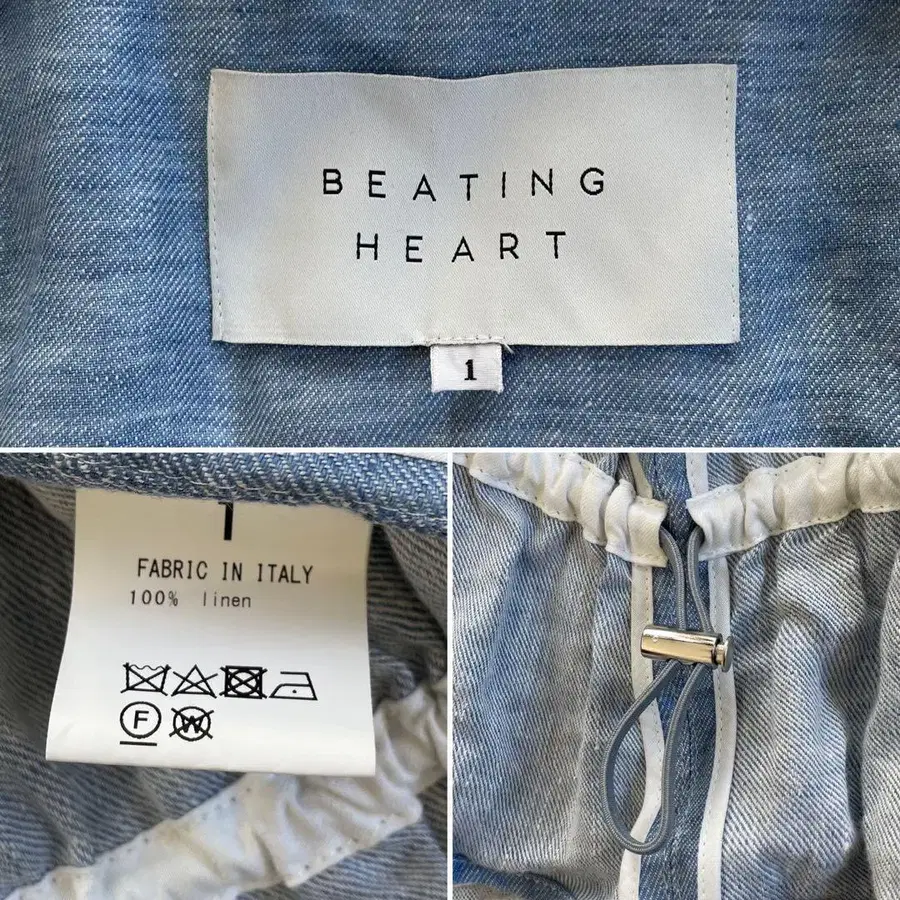 BEATING
HEART
1
1
FABRIC IN ITALY
100% linen
F W